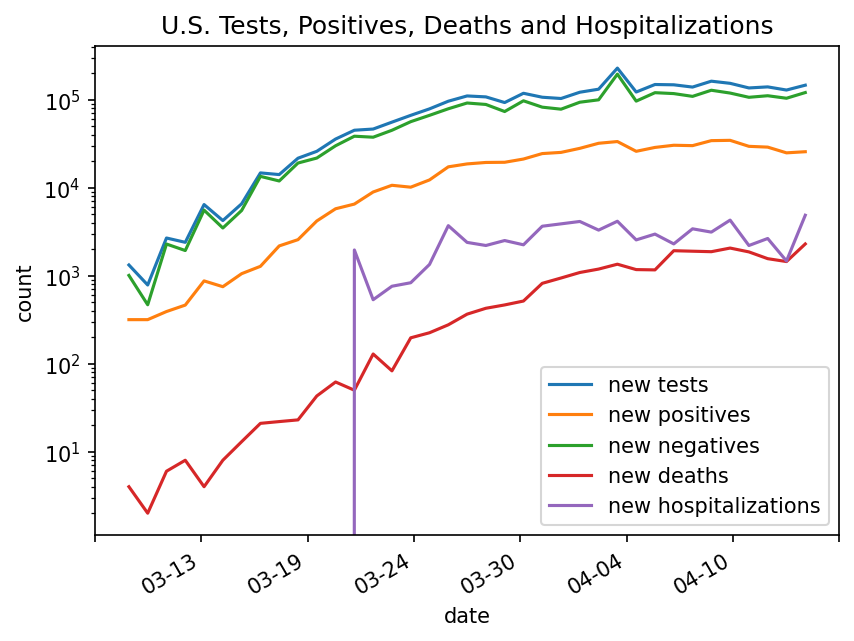 U.S. Tests, Positives, Deaths and Hospitalizations
10^5
10^4
10^3
10^2
10^1
count
new tests
new positives
new negatives
new deaths
new hospitalizations
03-13
03-19
03-24
03-30
04-04
04-10
date